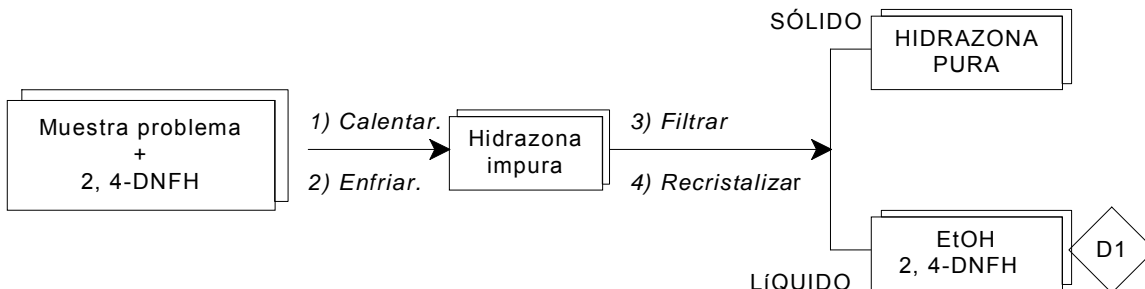 SÓLIDO
HIDRAZONA
PURA
Muestra problema
+
2, 4-DNFH
1) Calentar.
2) Enfriar.
Hidrazona
impura
3) Filtrar
4) Recristalizar
EtOH
2, 4-DNFH
D1
LíQUIDO